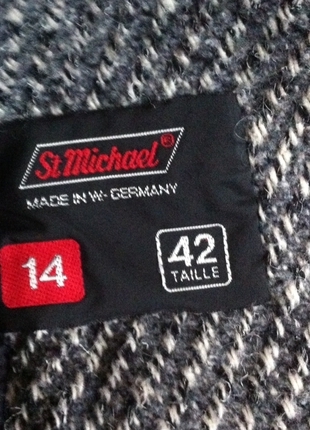 St Michael®
MADE IN W-GERMANY
14
42
TAILLE